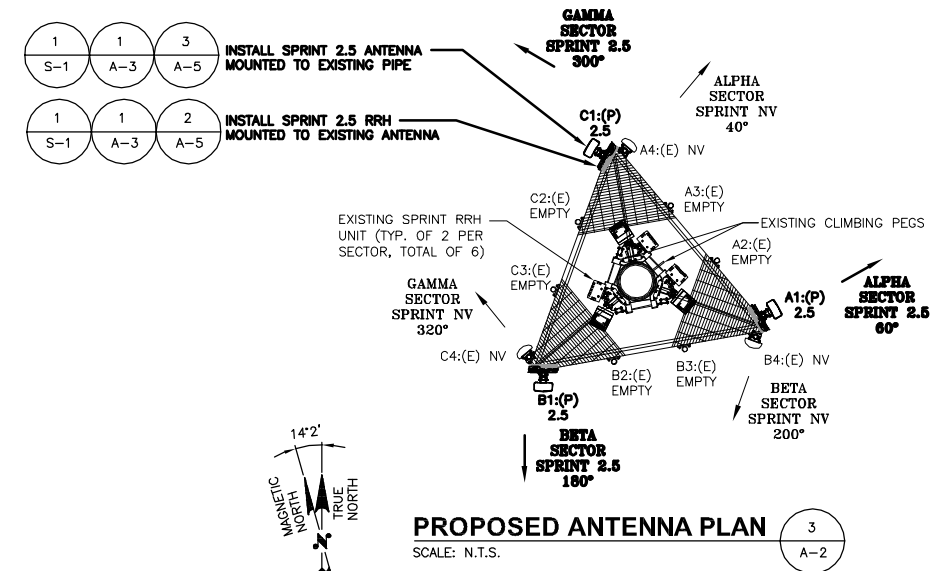 1
S-1
1
A-3
3
A-5
INSTALL SPRINT 2.5 ANTENNA
MOUNTED TO EXISTING PIPE
1
S-1
1
A-3
2
A-5
INSTALL SPRINT 2.5 RRH
MOUNTED TO EXISTING ANTENNA
GAMMA
SECTOR
SPRINT 2.5
300°
ALPHA
SECTOR
SPRINT NV
40°
C1:(P)
2.5
A4:(E) NV
C2:(E)
EMPTY
A3:(E)
EMPTY
EXISTING SPRINT RRH
UNIT (TYP. OF 2 PER
SECTOR, TOTAL OF 6)
EXISTING CLIMBING PEGS
A2:(E)
EMPTY
C3:(E)
EMPTY
GAMMA
SECTOR
SPRINT NV
320°
ALPHA
SECTOR
SPRINT 2.5
60°
A1:(P)
2.5
C4:(E) NV
B4:(E) NV
B2:(E)
EMPTY
B3:(E)
EMPTY
B1:(P)
2.5
BETA
SECTOR
SPRINT NV
200°
BETA
SECTOR
SPRINT 2.5
180°
14°2'
MAGNETIC
NORTH
TRUE
NORTH
N
PROPOSED ANTENNA PLAN
SCALE: N.T.S.
3
A-2